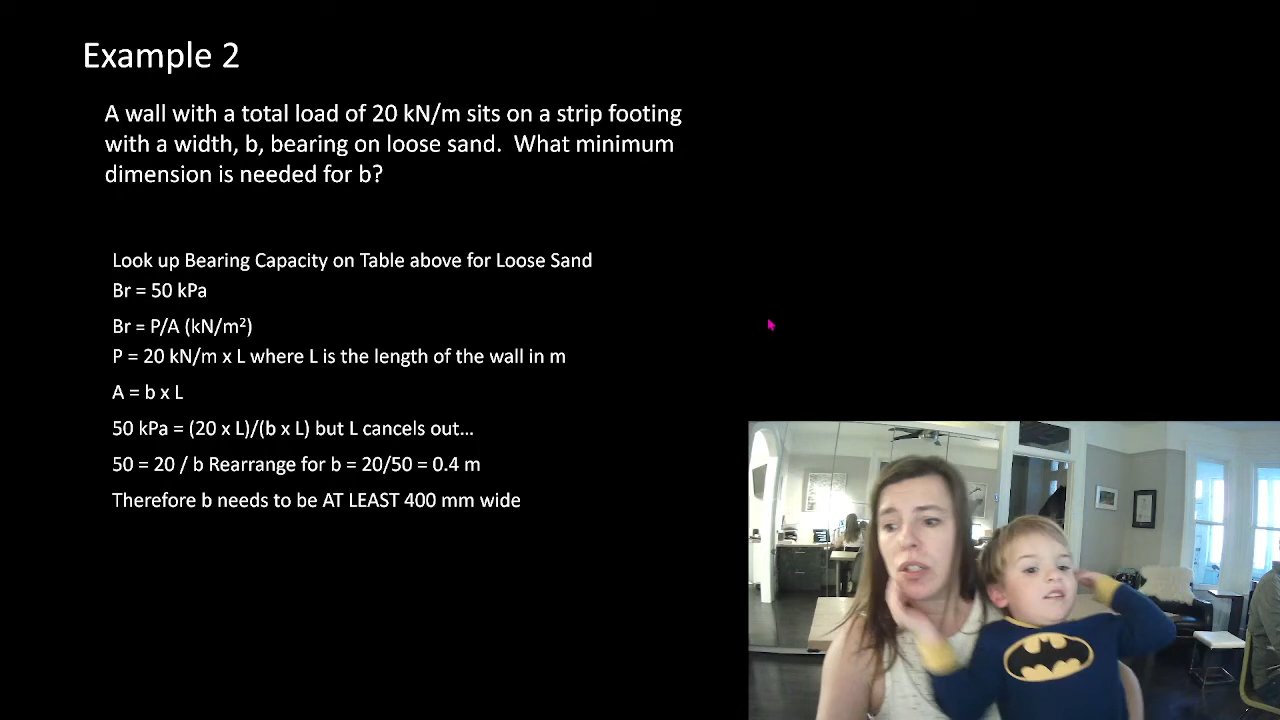 Example 2
A wall with a total load of 20 kN/m sits on a strip footing
with a width, b, bearing on loose sand.  What minimum
dimension is needed for b?
Look up Bearing Capacity on Table above for Loose Sand
Br = 50 kPa
Br = P/A (kN/m²)
P = 20 kN/m x L where L is the length of the wall in m
A = b x L
50 kPa = (20 x L)/(b x L) but L cancels out…
50 = 20 / b Rearrange for b = 20/50 = 0.4 m
Therefore b needs to be AT LEAST 400 mm wide